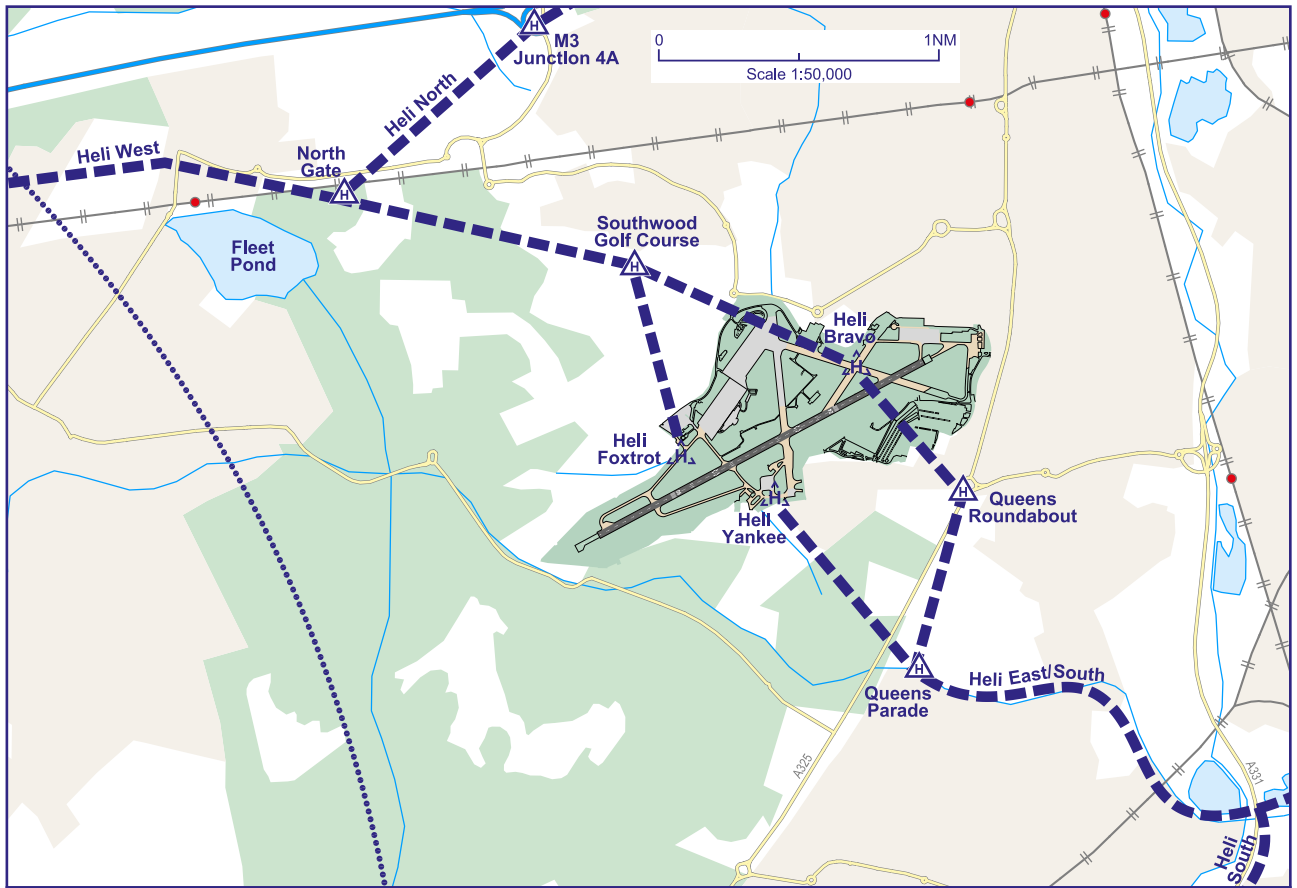 M3
Junction 4A
0
1NM
Scale 1:50,000
Heli North
Heli West
North
Gate
H
H
Southwood
Golf Course
H
Fleet
Pond
Heli
Bravo
H
Heli
Foxtrot
H
H
Heli
Yankee
H
Queens
Roundabout
H
Queens
Parade
Heli East/South
A325
A331
Heli
South